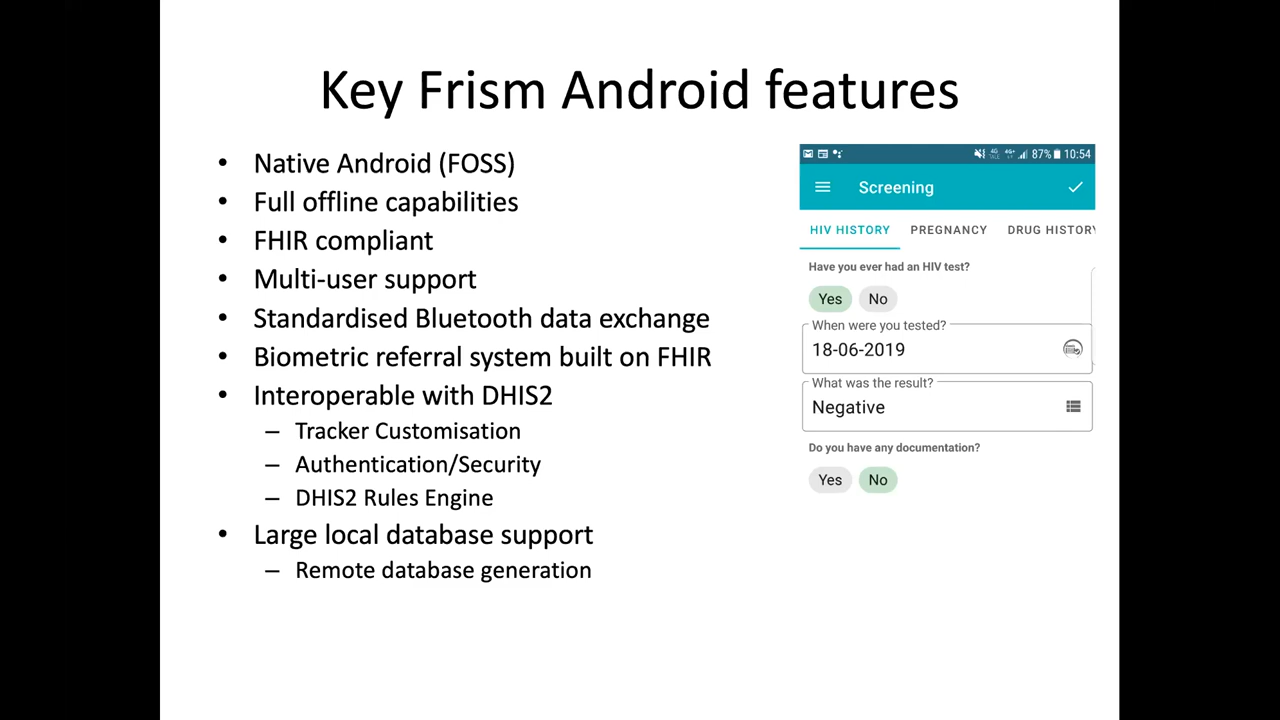 Key Frism Android features
• Native Android (FOSS)
• Full offline capabilities
• FHIR compliant
• Multi-user support
• Standardised Bluetooth data exchange
• Biometric referral system built on FHIR
• Interoperable with DHIS2
– Tracker Customisation
– Authentication/Security
– DHIS2 Rules Engine
• Large local database support
– Remote database generation
87% 10:54
Screening
HIV HISTORY PREGNANCY DRUG HISTORY
Have you ever had an HIV test?
Yes No
When were you tested?
18-06-2019
What was the result?
Negative
Do you have any documentation?
Yes No